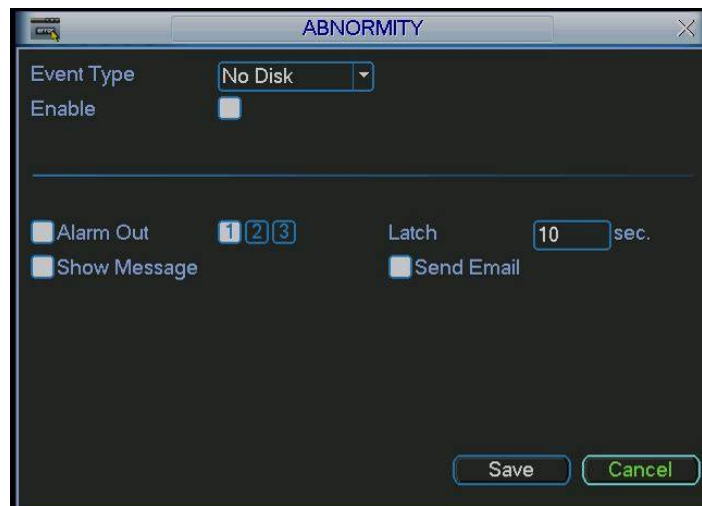 ABNORMITY
Event Type No Disk
Enable
Alarm Out 1 2 3 Latch 10 sec.
Show Message Send Email
Save Cancel